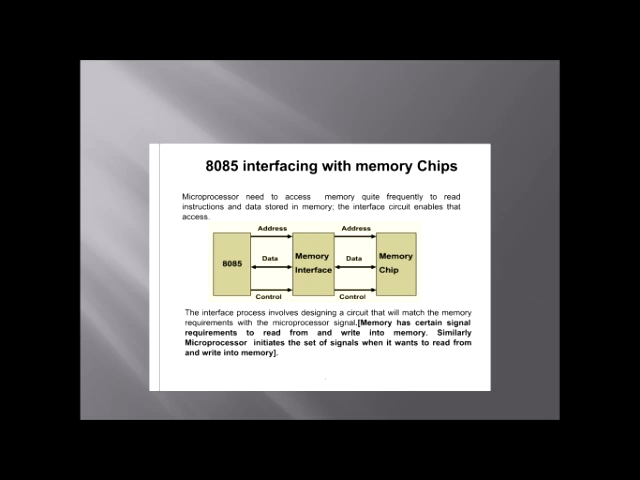 8085 interfacing with memory Chips
Microprocessor need to access memory quite frequently to read
instructions and data stored in memory; the interface circuit enables that
access.
Address Address
8085 Data Memory Interface Data Memory Chip
Control Control
The interface process involves designing a circuit that will match the memory
requirements with the microprocessor signal.[Memory has certain signal
requirements to read from and write into memory. Similarly
Microprocessor initiates the set of signals when it wants to read from
and write into memory].